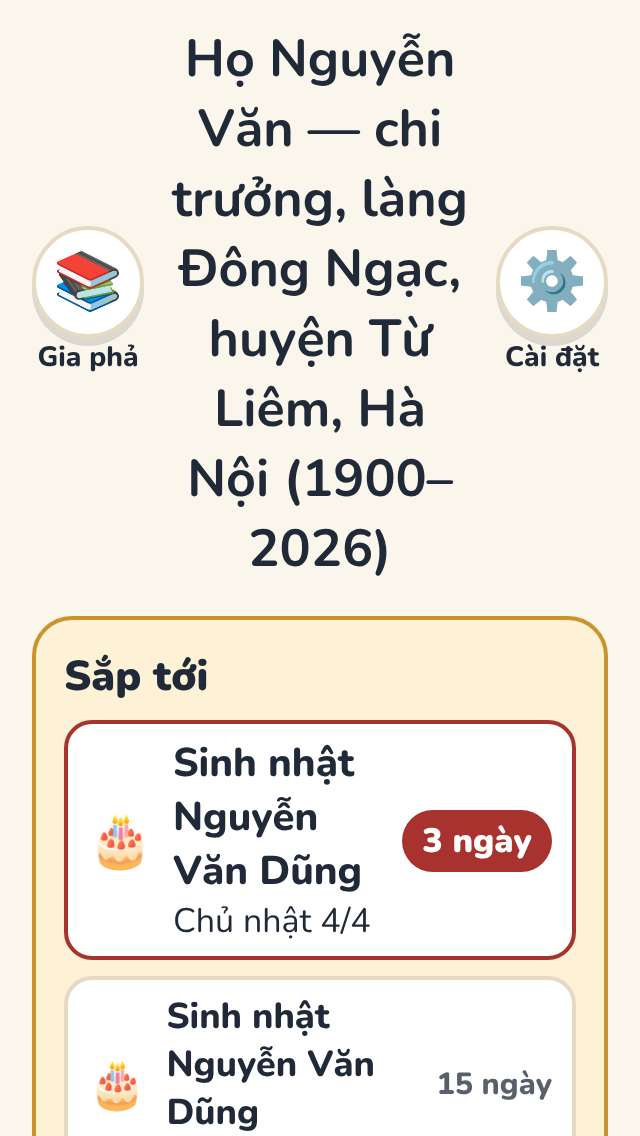 Họ Nguyễn
Văn — chi
trưởng, làng
Đông Ngạc,
huyện Từ
Liêm, Hà
Nội (1900–
2026)
Gia phả
Cài đặt
Sắp tới
Sinh nhật
Nguyễn
Văn Dũng
Chủ nhật 4/4
3 ngày
Sinh nhật
Nguyễn Văn
Dũng
15 ngày